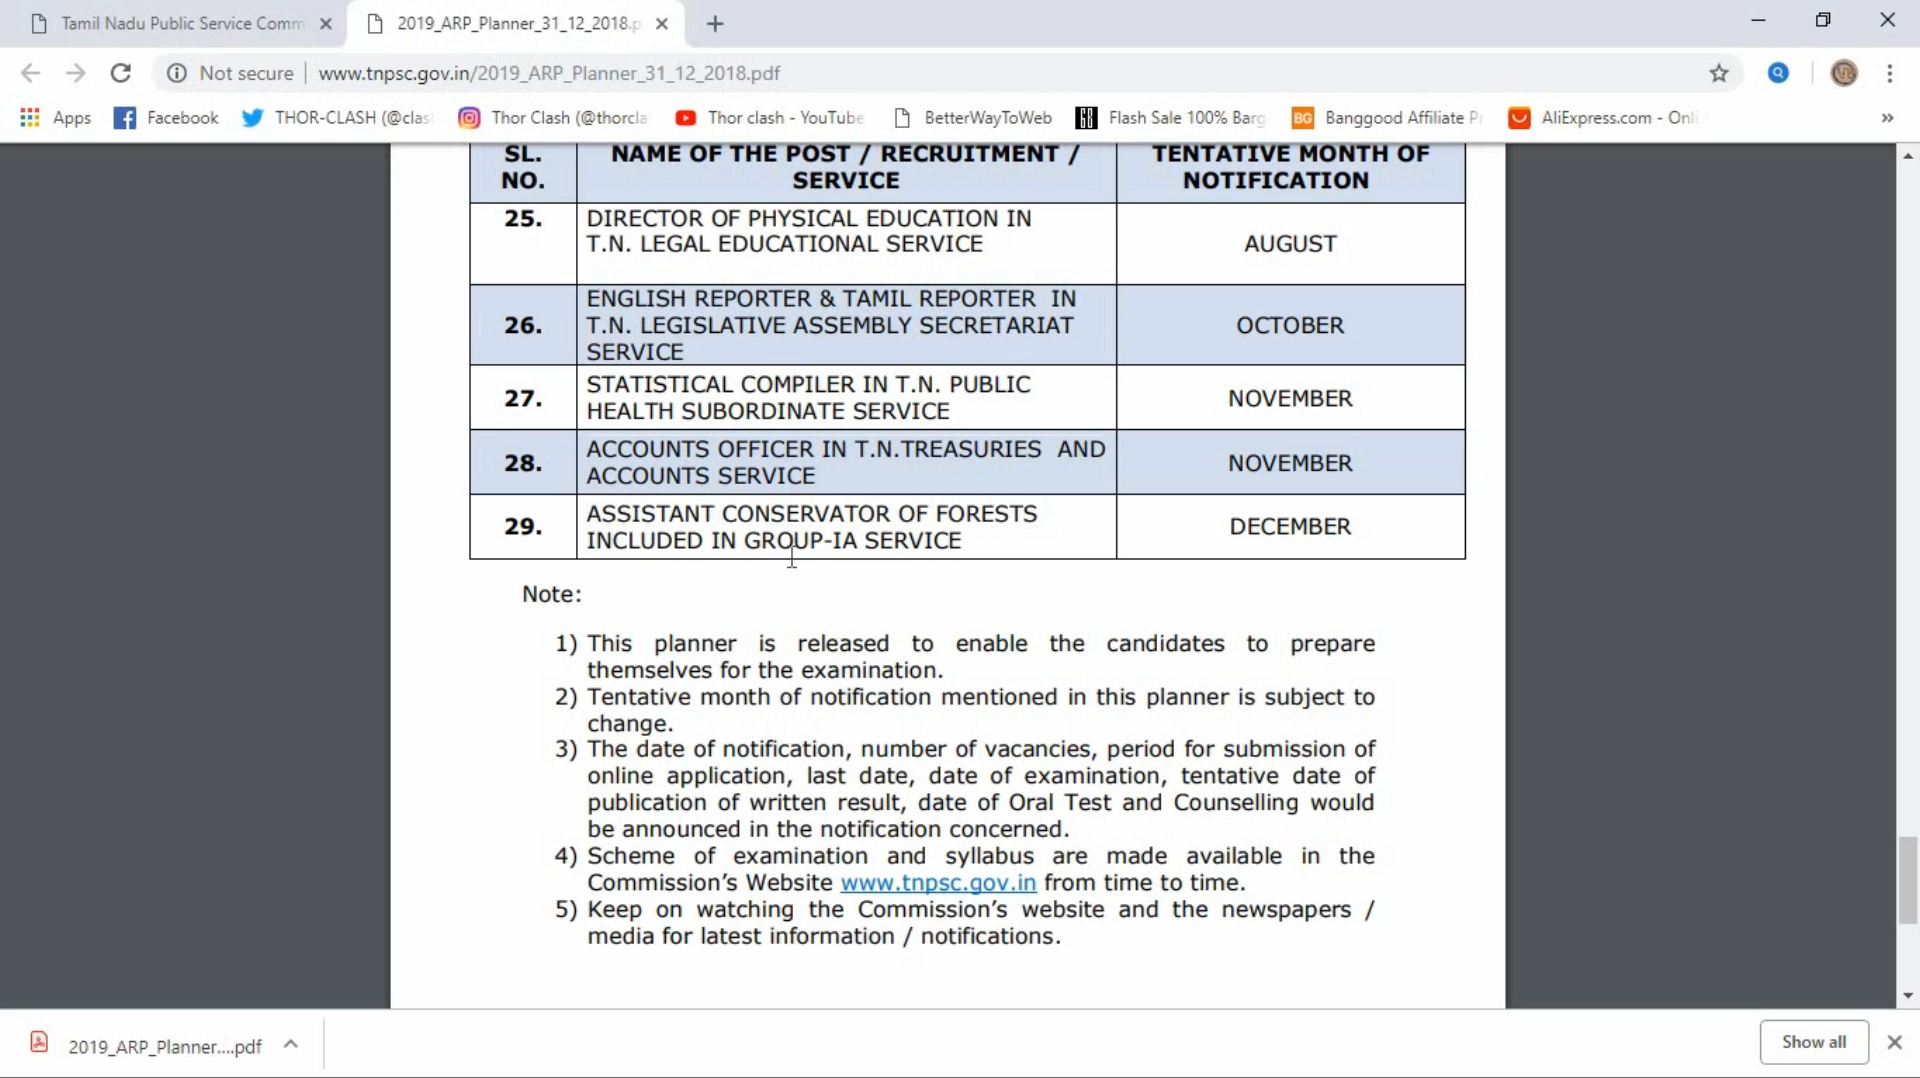 Tamil Nadu Public Service Comm
2019_ARP_Planner_31_12_2018.p
Not secure | www.tnpsc.gov.in/2019_ARP_Planner_31_12_2018.pdf
Apps Facebook THOR-CLASH (@clas Thor Clash (@thorcla Thor clash - YouTube BetterWayToWeb Flash Sale 100% Barg BG Banggood Affiliate P AliExpress.com - Onli »
SL. NAME OF THE POST / RECRUITMENT / TENTATIVE MONTH OF
NO. SERVICE NOTIFICATION
25. DIRECTOR OF PHYSICAL EDUCATION IN
T.N. LEGAL EDUCATIONAL SERVICE AUGUST
ENGLISH REPORTER & TAMIL REPORTER IN
26. T.N. LEGISLATIVE ASSEMBLY SECRETARIAT OCTOBER
SERVICE
27. STATISTICAL COMPILER IN T.N. PUBLIC NOVEMBER
HEALTH SUBORDINATE SERVICE
28. ACCOUNTS OFFICER IN T.N.TREASURIES AND NOVEMBER
ACCOUNTS SERVICE
29. ASSISTANT CONSERVATOR OF FORESTS DECEMBER
INCLUDED IN GROUP-IA SERVICE
Note:
1) This planner is released to enable the candidates to prepare
themselves for the examination.
2) Tentative month of notification mentioned in this planner is subject to
change.
3) The date of notification, number of vacancies, period for submission of
online application, last date, date of examination, tentative date of
publication of written result, date of Oral Test and Counselling would
be announced in the notification concerned.
4) Scheme of examination and syllabus are made available in the
Commission's Website www.tnpsc.gov.in from time to time.
5) Keep on watching the Commission's website and the newspapers /
media for latest information / notifications.
2019_ARP_Planner....pdf
Show all